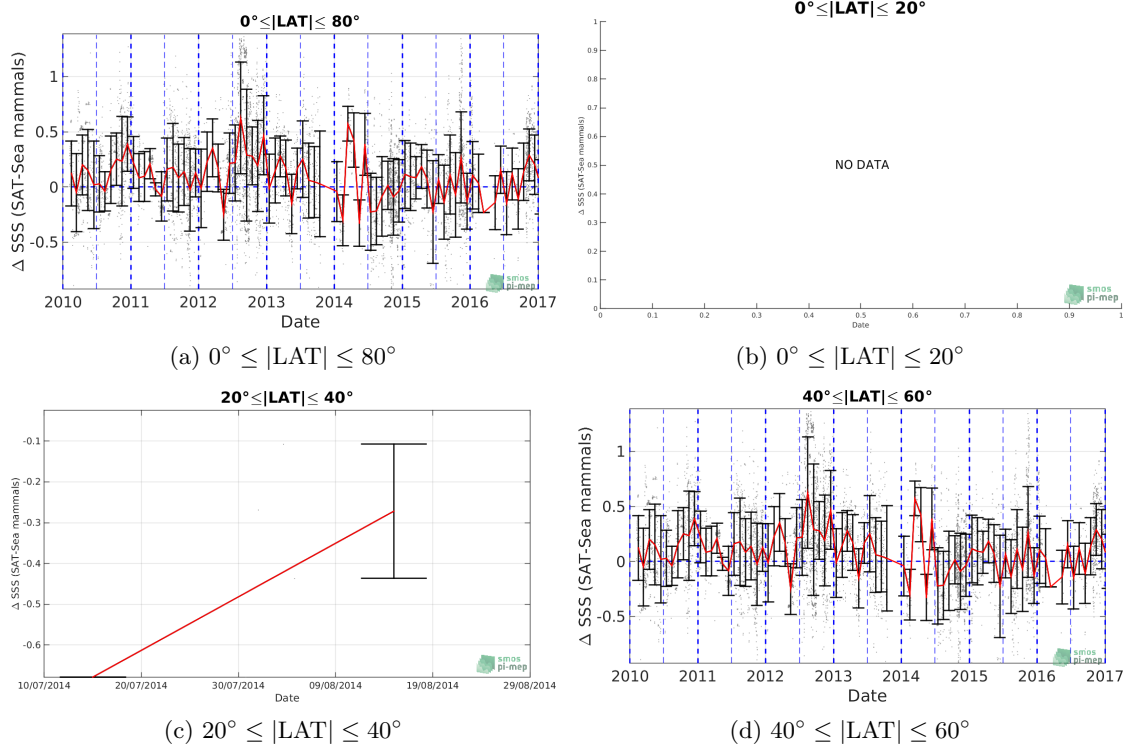 0°≤|LAT|≤ 80°
Δ SSS (SAT-Sea mammals)
1
0.5
0
-0.5
2010 2011 2012 2013 2014 2015 2016 2017
Date
smos
pi-mep
(a) 0° ≤ |LAT| ≤ 80°
0°≤|LAT|≤ 20°
Δ SSS (SAT-Sea mammals)
1
0.9
0.8
0.7
0.6
0.5
0.4
0.3
0.2
0.1
0
NO DATA
0 0.1 0.2 0.3 0.4 0.5 0.6 0.7 0.8 0.9 1
Date
smos
pi-mep
(b) 0° ≤ |LAT| ≤ 20°
20°≤|LAT|≤ 40°
Δ SSS (SAT-Sea mammals)
-0.1
-0.2
-0.3
-0.4
-0.5
-0.6
10/07/2014 20/07/2014 30/07/2014 09/08/2014 19/08/2014 29/08/2014
Date
smos
pi-mep
(c) 20° ≤ |LAT| ≤ 40°
40°≤|LAT|≤ 60°
Δ SSS (SAT-Sea mammals)
1
0.5
0
-0.5
2010 2011 2012 2013 2014 2015 2016 2017
Date
smos
pi-mep
(d) 40° ≤ |LAT| ≤ 60°